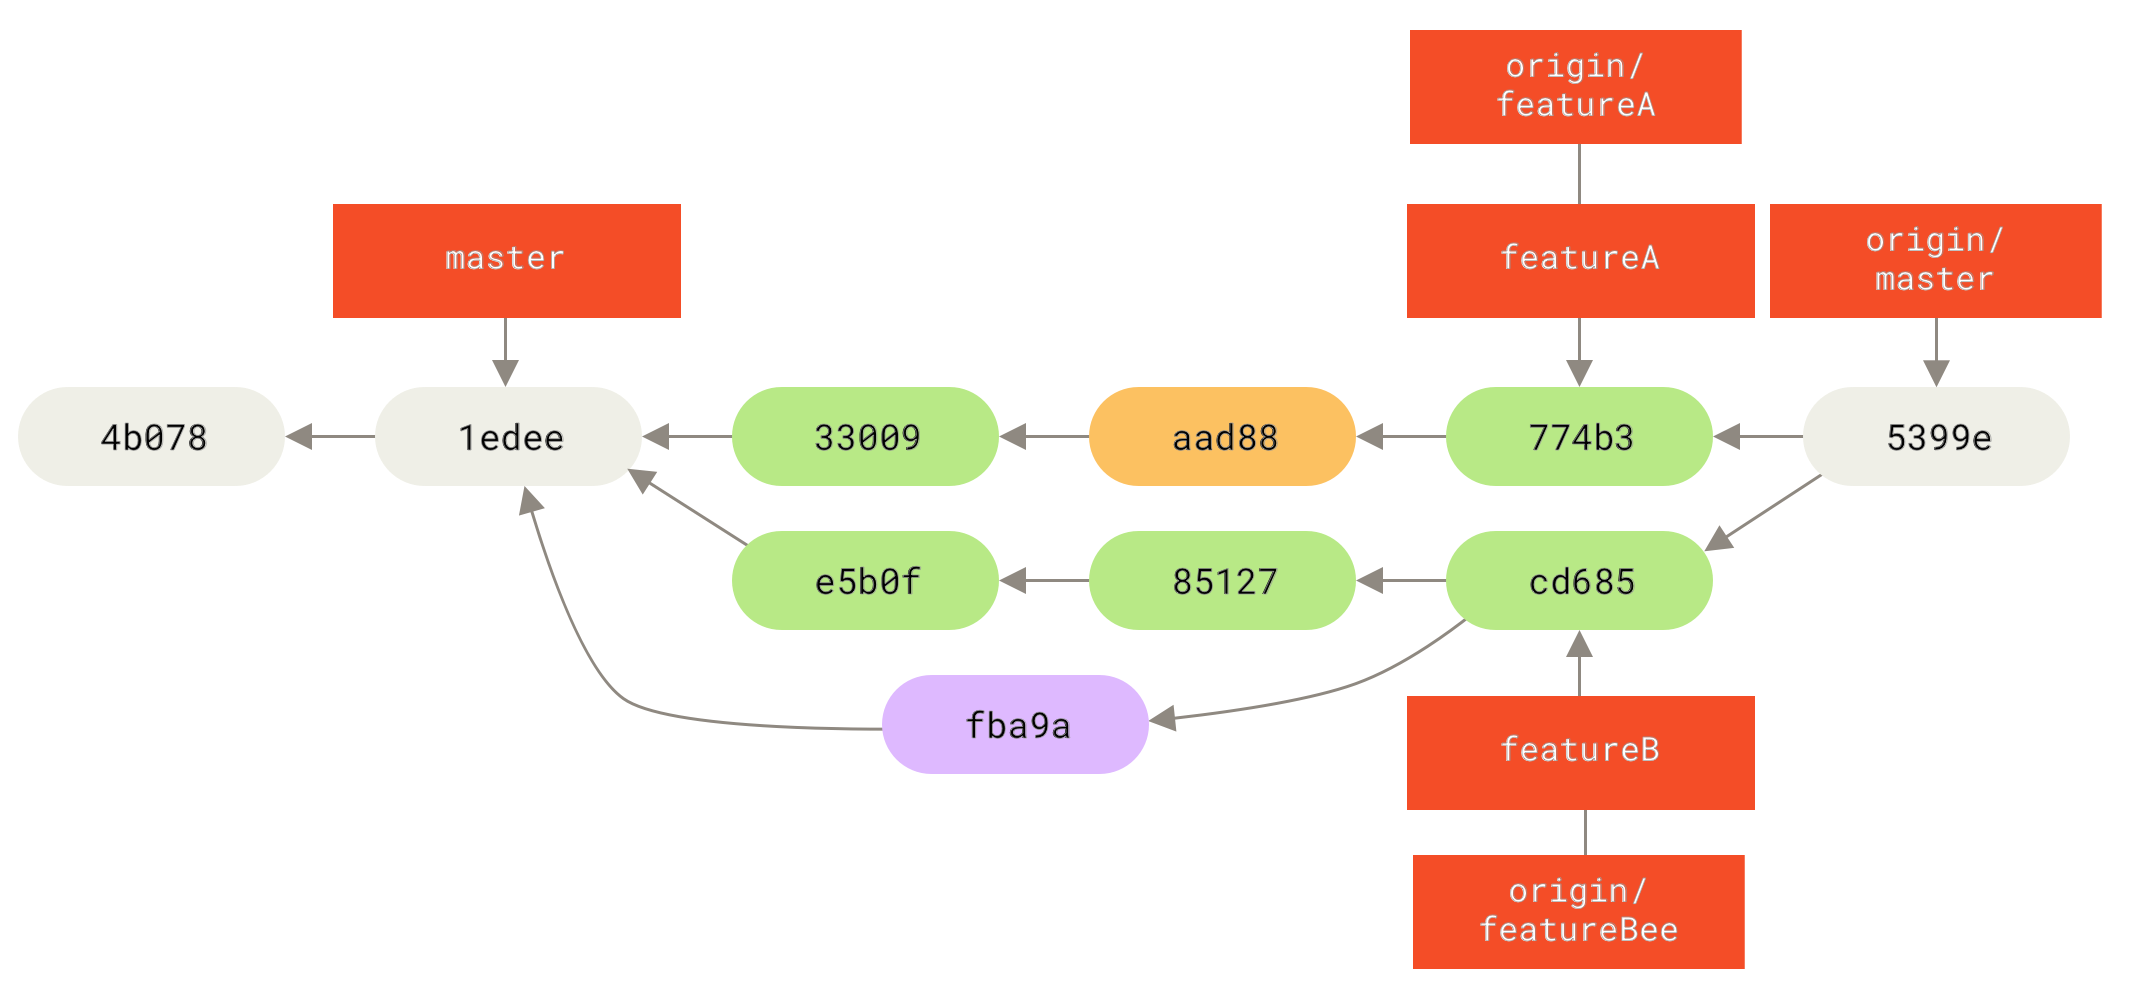 origin/
featureA
master
featureA
origin/
master
4b078
1edee
33009
aad88
774b3
5399e
e5b0f
85127
cd685
fba9a
featureB
origin/
featureBee